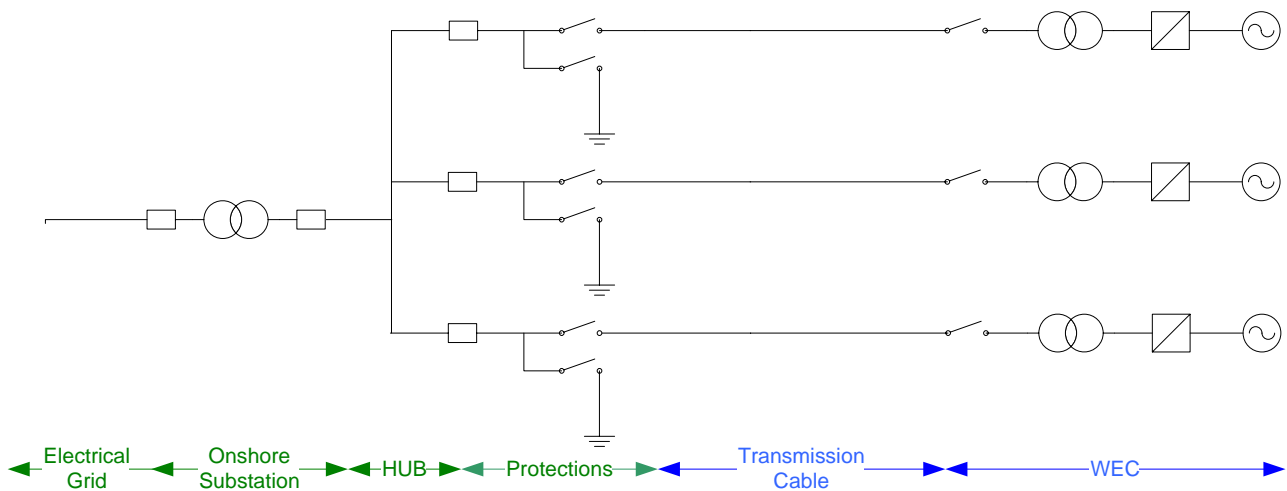 Electrical
Grid
Onshore
Substation
HUB
Protections
Transmission
Cable
WEC